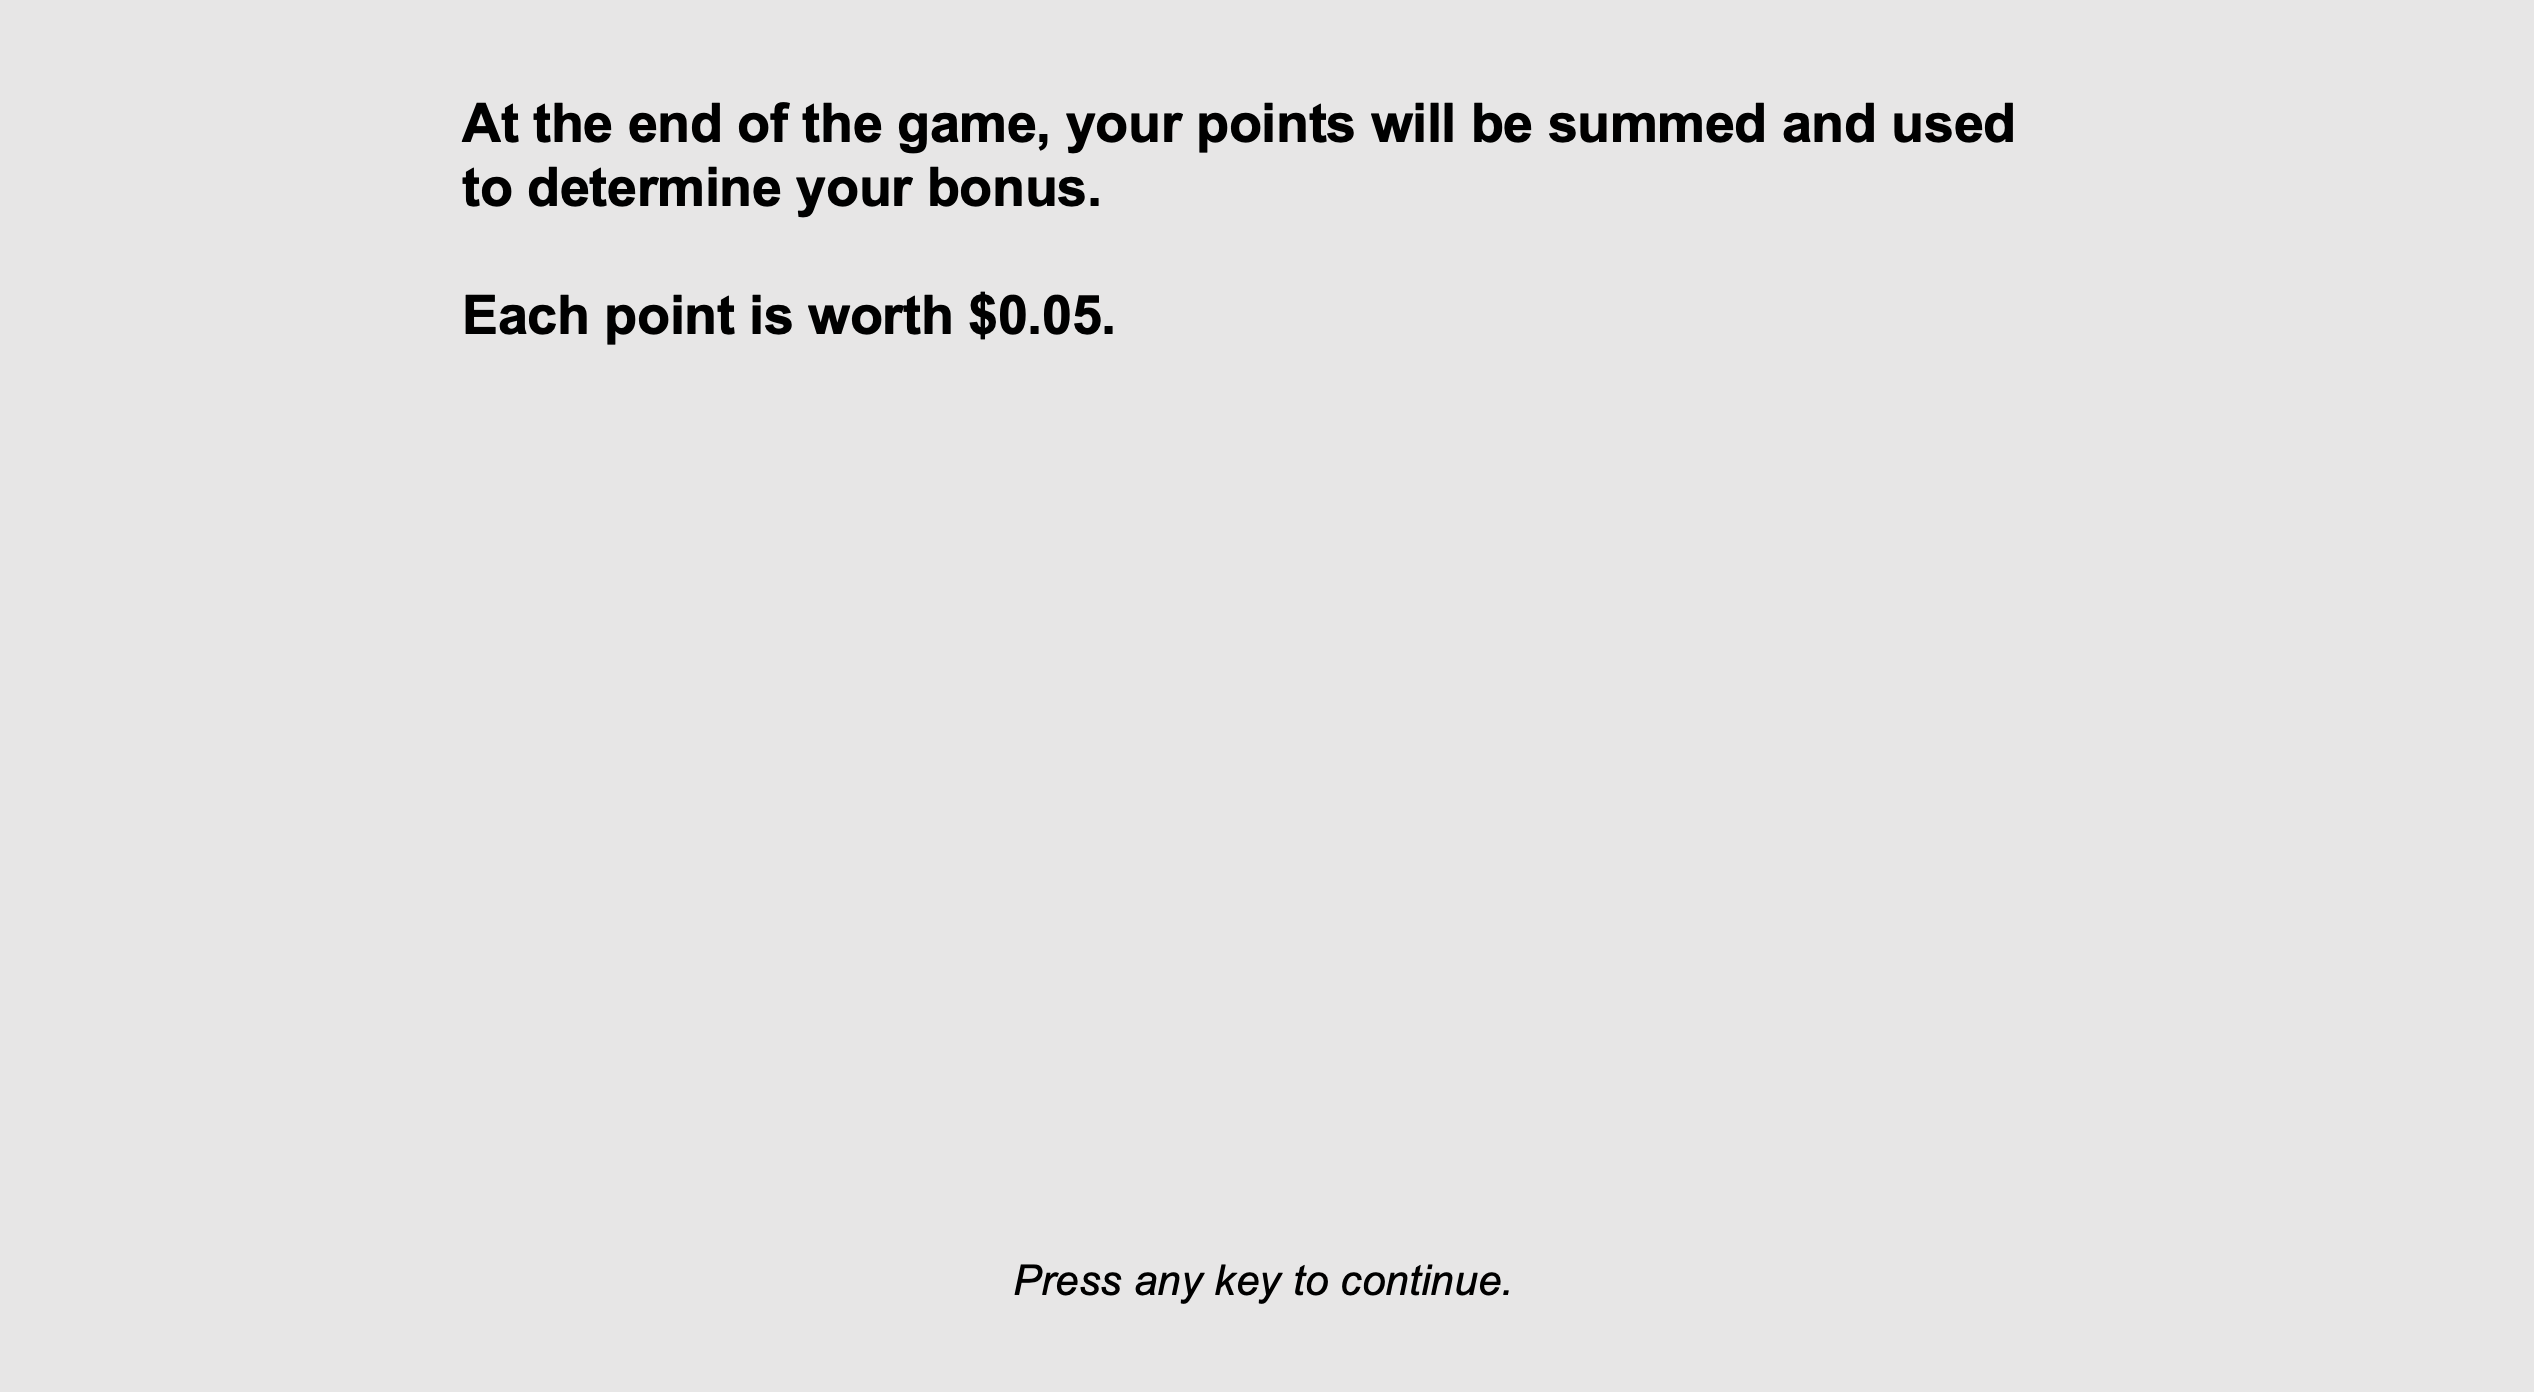 At the end of the game, your points will be summed and used
to determine your bonus.
Each point is worth $0.05.
Press any key to continue.